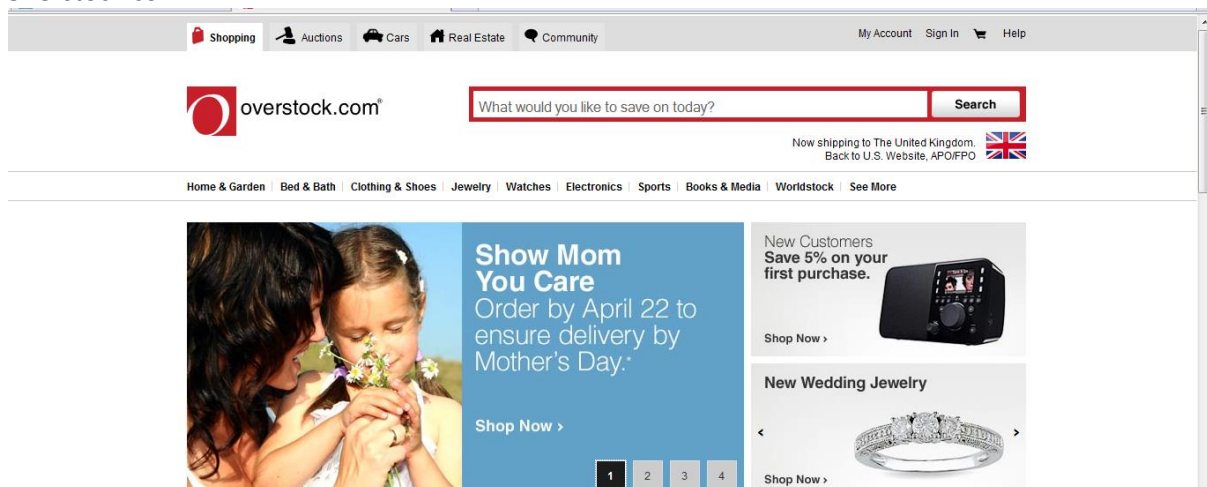 Shopping Auctions Cars Real Estate Community My Account Sign In Help
overstock.com®
What would you like to save on today? Search
Now shipping to The United Kingdom.
Back to U.S. Website, APO/FPO
Home & Garden Bed & Bath Clothing & Shoes Jewelry Watches Electronics Sports Books & Media Worldstock See More
Show Mom
You Care
Order by April 22 to
ensure delivery by
Mother's Day.*
Shop Now ›
1 2 3 4
New Customers
Save 5% on your
first purchase.
Shop Now ›
New Wedding Jewelry
‹ ›
Shop Now ›